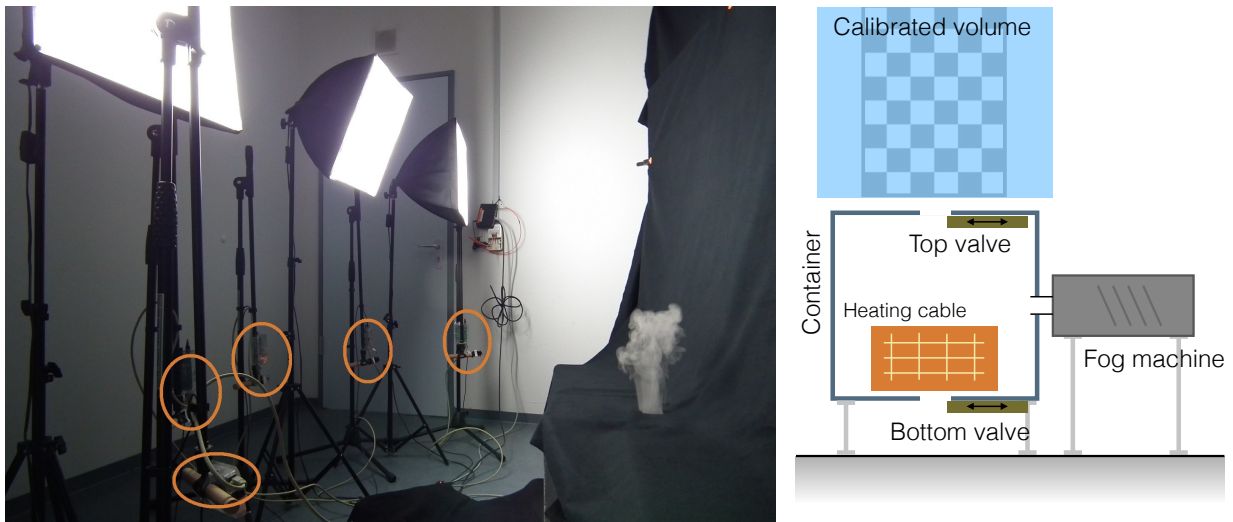 Calibrated volume
Container
Top valve
Heating cable
Fog machine
Bottom valve